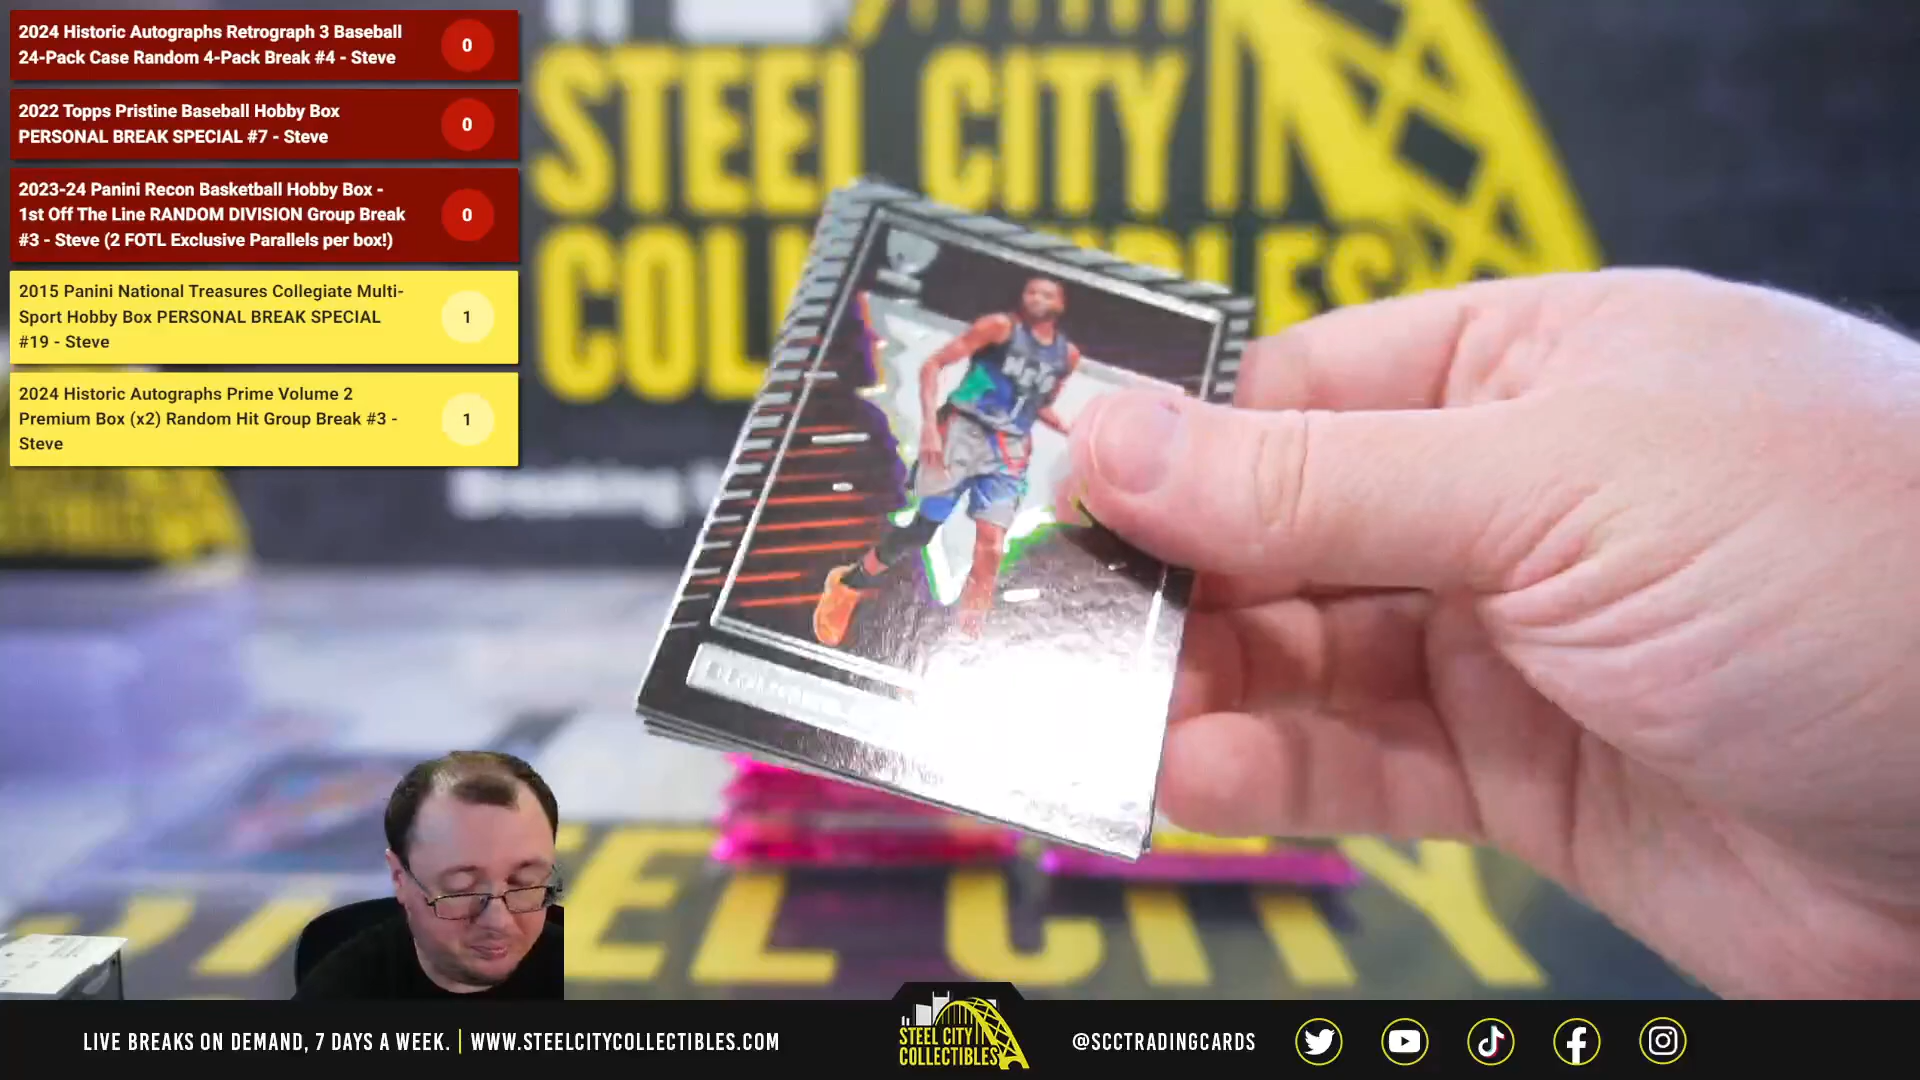 2024 Historic Autographs Retrograph 3 Baseball
24-Pack Case Random 4-Pack Break #4 - Steve
0
2022 Topps Pristine Baseball Hobby Box
PERSONAL BREAK SPECIAL #7 - Steve
0
2023-24 Panini Recon Basketball Hobby Box -
1st Off The Line RANDOM DIVISION Group Break
#3 - Steve (2 FOTL Exclusive Parallels per box!)
0
2015 Panini National Treasures Collegiate Multi-
Sport Hobby Box PERSONAL BREAK SPECIAL
#19 - Steve
1
2024 Historic Autographs Prime Volume 2
Premium Box (x2) Random Hit Group Break #3 -
Steve
1
STEEL CITY
Breaking
CITY
LIVE BREAKS ON DEMAND, 7 DAYS A WEEK. | WWW.STEELCITYCOLLECTIBLES.COM
STEEL CITY
COLLECTIBLES
@SCCTRADINGCARDS